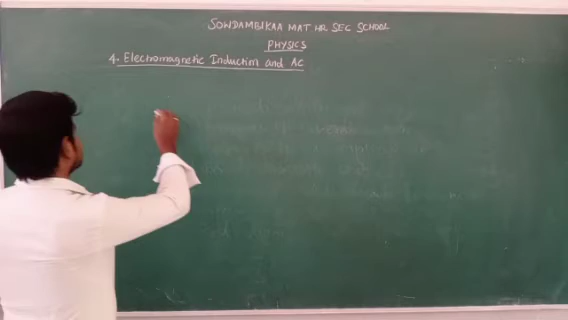 SOWDAMBIKAA MAT HR SEC SCHOOL
PHYSICS
4. Electromagnetic Induction and AC